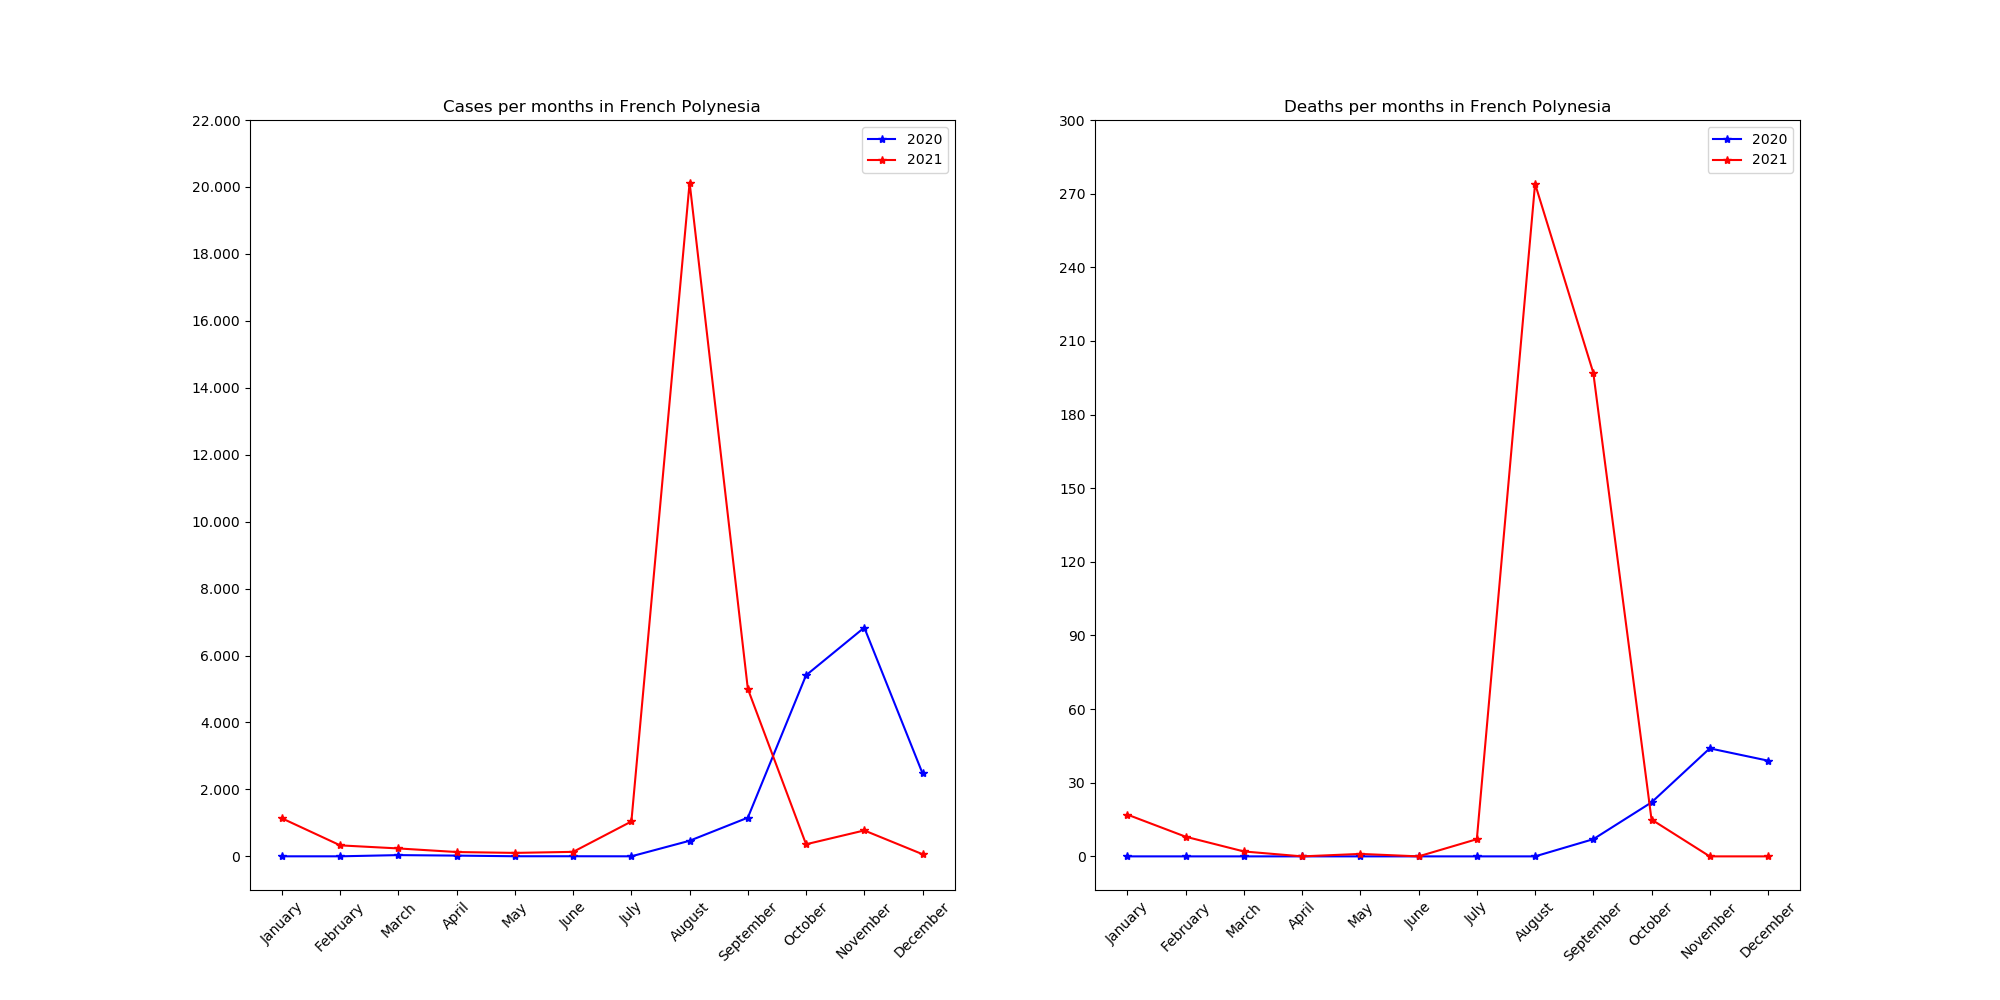 Cases per months in French Polynesia
22.000
20.000
18.000
16.000
14.000
12.000
10.000
8.000
6.000
4.000
2.000
0
2020
2021
January
February
March
April
May
June
July
August
September
October
November
December
Deaths per months in French Polynesia
300
270
240
210
180
150
120
90
60
30
0
2020
2021
January
February
March
April
May
June
July
August
September
October
November
December